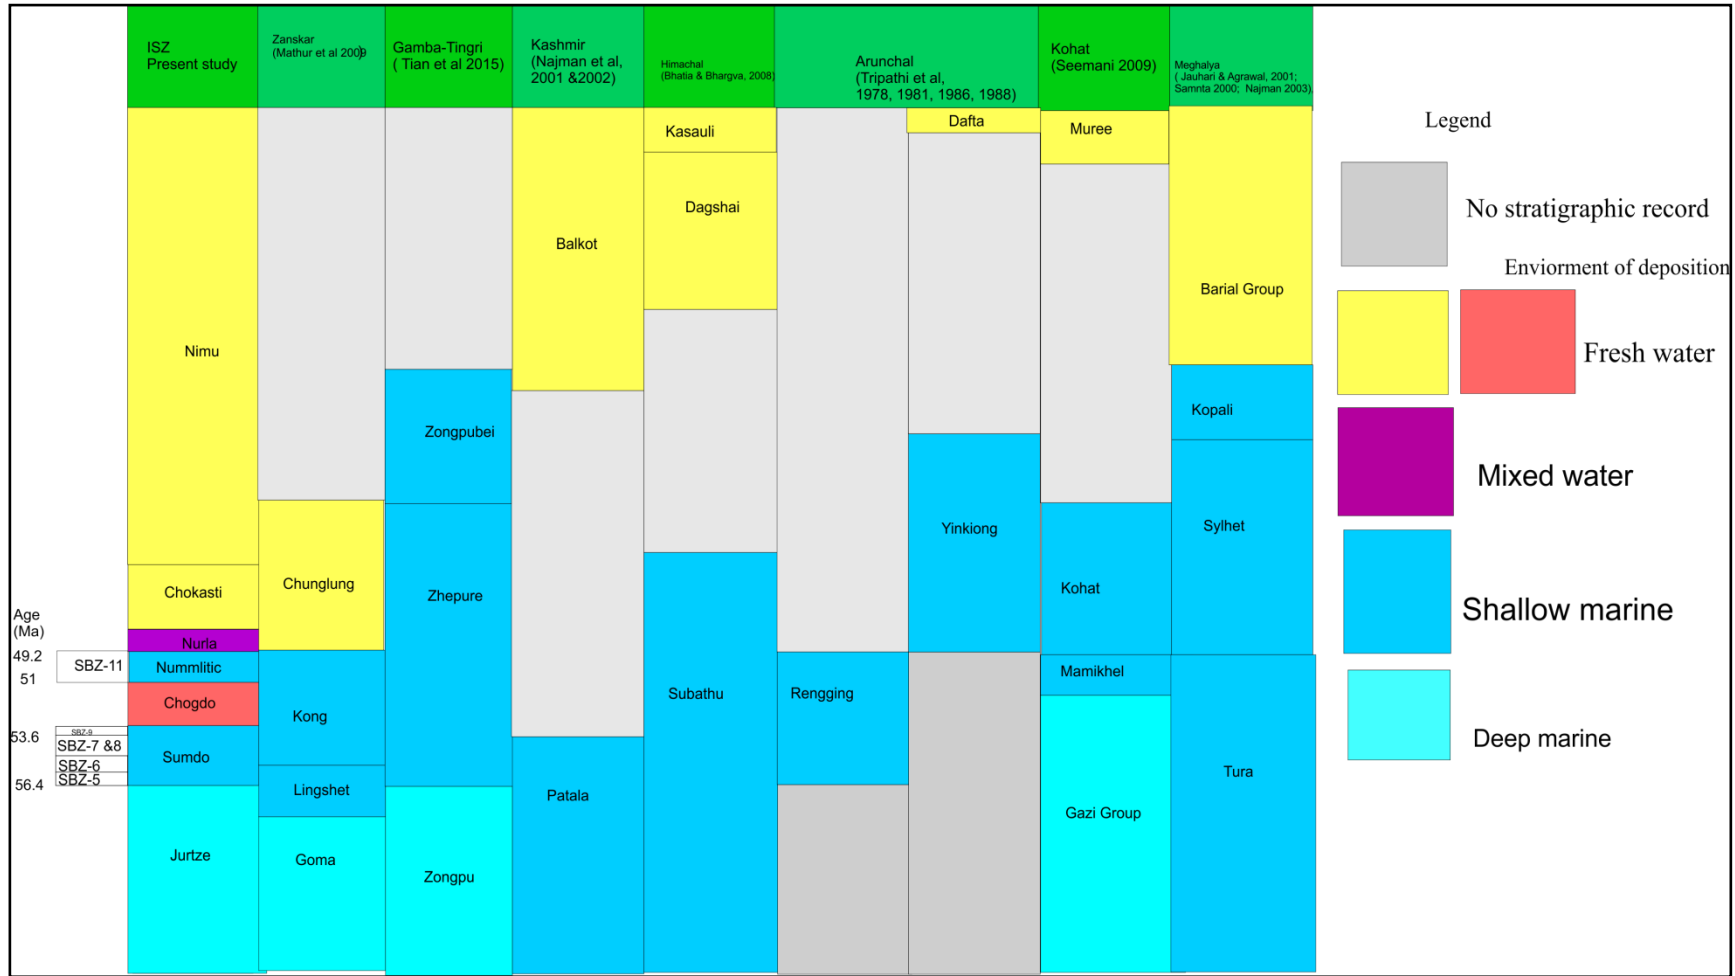 ISZ
Present study
Zanskar
(Mathur et al 2009)
Gamba-Tingri
( Tian et al 2015)
Kashmir
(Najman et al,
2001 &2002)
Himachal
(Bhatia & Bhargva, 2008)
Arunchal
(Tripathi et al,
1978, 1981, 1986, 1988)
Kohat
(Seemani 2009)
Meghalya
( Jauhari & Agrawal, 2001;
Samnta 2000; Najman 2003),
Nimu
Chokasti
Nurla
Nummlitic
Chogdo
Sumdo
Jurtze
Chunglung
Kong
Lingshet
Goma
Zongpubei
Zhepure
Zongpu
Balkot
Patala
Kasauli
Dagshai
Subathu
Rengging
Dafta
Yinkiong
Muree
Kohat
Mamikhel
Gazi Group
Barial Group
Kopali
Sylhet
Tura
Age
(Ma)
49.2
51
53.6
56.4
SBZ-11
SBZ-9
SBZ-7 &8
SBZ-6
SBZ-5
Legend
No stratigraphic record
Enviorment of deposition
Fresh water
Mixed water
Shallow marine
Deep marine